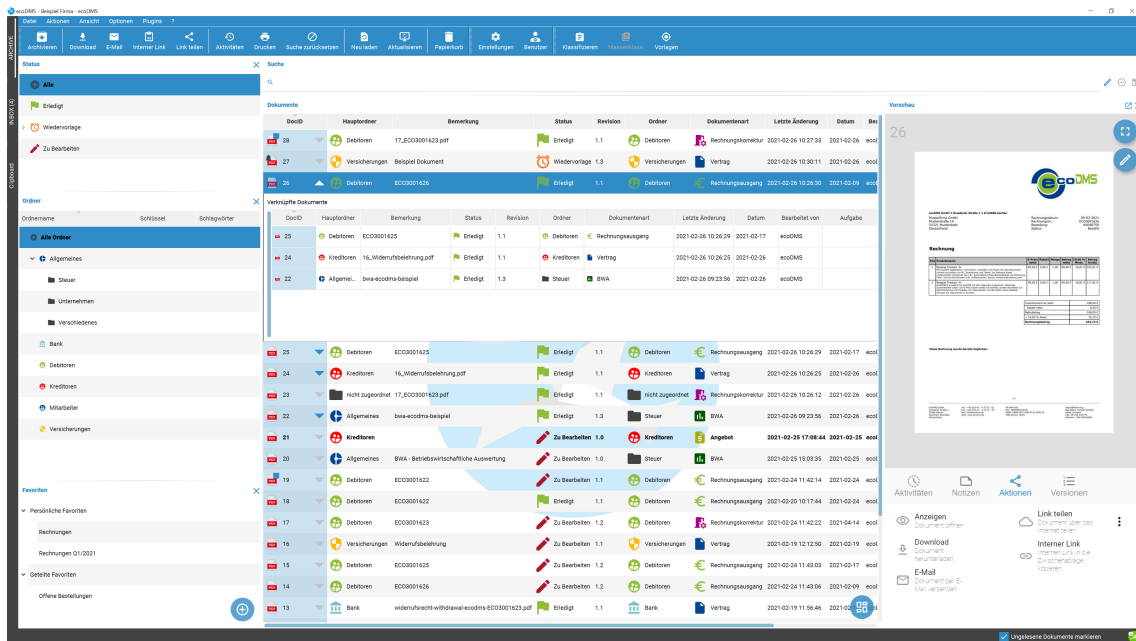 ecoDMS - Beispiel Firma - ecoDMS
Datei Aktionen Ansicht Optionen Plugins ?
Archivieren Download E-Mail Interner Link Link teilen Aktivitäten Drucken Suche zurücksetzen Neu laden Aktualisieren Papierkorb Einstellungen Benutzer Klassifizieren Massenklass. Vorlagen
ARCHIVE
INBOX (4)
Clipboard
Status
Alle
Erledigt
Wiedervorlage
Zu Bearbeiten
Ordner
Ordnername Schlüssel Schlagwörter
Alle Ordner
Allgemeines
Steuer
Unternehmen
Verschiedenes
Bank
Debitoren
Kreditoren
Mitarbeiter
Versicherungen
Favoriten
Persönliche Favoriten
Rechnungen
Rechnungen Q1/2021
Geteilte Favoriten
Offene Bestellungen
Suche
Dokumente
DocID Hauptordner Bemerkung Status Revision Ordner Dokumentenart Letzte Änderung Datum Bea
28 Debitoren 17_ECO3001623.pdf Erledigt 1.1 Debitoren Rechnungskorrektur 2021-02-26 10:27:33 2021-02-26 ecoI
27 Versicherungen Beispiel Dokument Wiedervorlage 1.3 Versicherungen Vertrag 2021-02-26 10:30:11 2021-02-26 ecoI
26 Debitoren ECO3001626 Erledigt 1.1 Debitoren Rechnungsausgang 2021-02-26 10:26:30 2021-02-09 ecoI
Verknüpfte Dokumente
DocID Hauptordner Bemerkung Status Revision Ordner Dokumentenart Letzte Änderung Datum Bearbeitet von Aufgabe
25 Debitoren ECO3001625 Erledigt 1.1 Debitoren Rechnungsausgang 2021-02-26 10:26:29 2021-02-17 ecoDMS
24 Kreditoren 16_Widerrufsbelehrung.pdf Erledigt 1.1 Kreditoren Vertrag 2021-02-26 10:26:25 2021-02-26 ecoDMS
22 Allgemei... bwa-ecodms-beispiel Erledigt 1.3 Steuer BWA 2021-02-26 09:23:56 2021-02-26 ecoDMS
25 Debitoren ECO3001625 Erledigt 1.1 Debitoren Rechnungsausgang 2021-02-26 10:26:29 2021-02-17 ecoI
24 Kreditoren 16_Widerrufsbelehrung.pdf Erledigt 1.1 Kreditoren Vertrag 2021-02-26 10:26:25 2021-02-26 ecoI
23 nicht zugeordnet 17_ECO3001623.pdf Erledigt 1.1 nicht zugeordnet Rechnungskorrektur 2021-02-26 10:26:12 2021-02-26 ecoI
22 Allgemeines bwa-ecodms-beispiel Erledigt 1.3 Steuer BWA 2021-02-26 09:23:56 2021-02-26 ecoI
21 Kreditoren Zu Bearbeiten 1.0 Kreditoren Angebot 2021-02-25 17:08:44 2021-02-25 ecoI
20 Allgemeines BWA - Betriebswirtschaftliche Auswertung Zu Bearbeiten 1.0 Steuer BWA 2021-02-25 15:03:35 2021-02-25 ecoI
19 Debitoren ECO3001622 Zu Bearbeiten 1.1 Debitoren Rechnungsausgang 2021-02-24 11:42:14 2021-02-24 ecoI
18 Debitoren ECO3001622 Erledigt 1.1 Debitoren Rechnungsausgang 2021-02-20 10:17:44 2021-02-24 ecoI
17 Debitoren ECO3001623 Zu Bearbeiten 1.2 Debitoren Rechnungskorrektur 2021-02-24 11:42:22 2021-04-14 ecoI
16 Versicherungen Widerrufsbelehrung Zu Bearbeiten 1.2 Versicherungen Vertrag 2021-02-19 12:12:50 2021-02-19 ecoI
15 Debitoren ECO3001625 Zu Bearbeiten 1.2 Debitoren Rechnungsausgang 2021-02-24 11:43:03 2021-02-17 ecoI
14 Debitoren ECO3001626 Zu Bearbeiten 1.2 Debitoren Rechnungsausgang 2021-02-24 11:43:06 2021-02-09 ecoI
13 Bank widerrufsrecht-withdrawal-ecodms-ECO3001623.pdf Erledigt 1.1 Bank Vertrag 2021-02-19 11:56:46
Vorschau
26
ecoDMS
Rechnung
Aktivitäten Notizen Aktionen Versionen
Anzeigen
Dokument öffnen
Link teilen
Dokument über das Internet teilen
Download
Dokument herunterladen
Interner Link
Internen Link in die Zwischenablage kopieren
E-Mail
Dokument per E-Mail versenden
Ungelesene Dokumente markieren